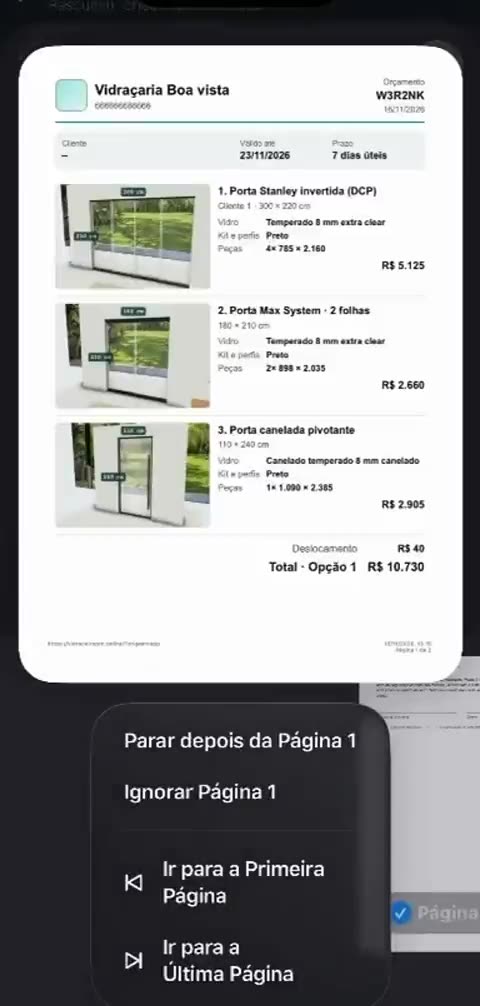 Vidraçaria Boa vista
Orçamento
W3R2NK
16/11/2026
Cliente
–
Válido até
23/11/2026
Prazo
7 dias úteis
1. Porta Stanley invertida (DCP)
Cliente 1 · 300 × 220 cm
Vidro Temperado 8 mm extra clear
Kit e perfis Preto
Peças 4× 785 × 2.160
R$ 5.125
2. Porta Max System · 2 folhas
180 × 210 cm
Vidro Temperado 8 mm extra clear
Kit e perfis Preto
Peças 2× 898 × 2.035
R$ 2.660
3. Porta canelada pivotante
110 × 240 cm
Vidro Canelado temperado 8 mm canelado
Kit e perfis Preto
Peças 1× 1.090 × 2.385
R$ 2.905
Deslocamento R$ 40
Total · Opção 1 R$ 10.730
Página 1 de 2
Parar depois da Página 1
Ignorar Página 1
Ir para a Primeira
Página
Ir para a
Última Página
Página